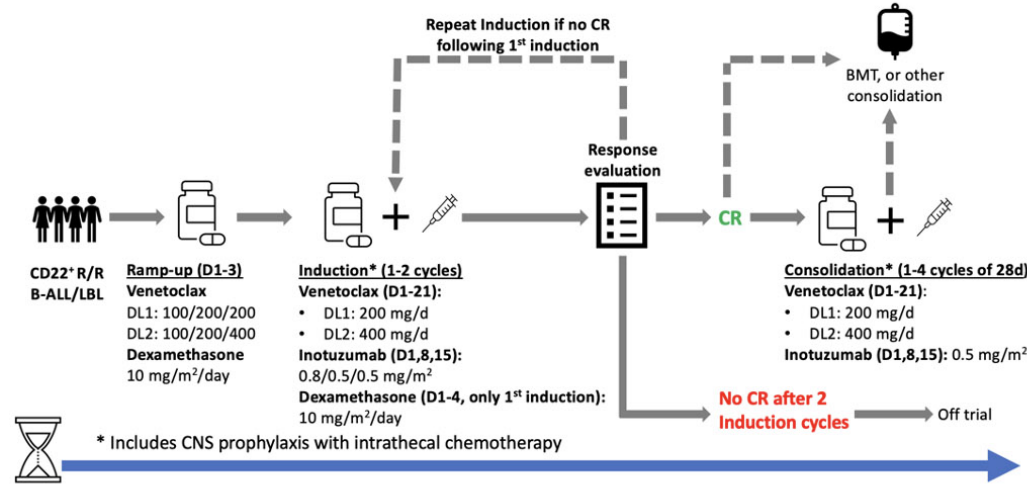 Repeat Induction if no CR
following 1st induction
BMT, or other
consolidation
Response
evaluation
CR
CD22+ R/R
B-ALL/LBL
Ramp-up (D1-3)
Venetoclax
DL1: 100/200/200
DL2: 100/200/400
Dexamethasone
10 mg/m2/day
Induction* (1-2 cycles)
Venetoclax (D1-21):
• DL1: 200 mg/d
• DL2: 400 mg/d
Inotuzumab (D1,8,15):
0.8/0.5/0.5 mg/m2
Dexamethasone (D1-4, only 1st induction):
10 mg/m2/day
Consolidation* (1-4 cycles of 28d)
Venetoclax (D1-21):
• DL1: 200 mg/d
• DL2: 400 mg/d
Inotuzumab (D1,8,15): 0.5 mg/m2
No CR after 2
Induction cycles
Off trial
* Includes CNS prophylaxis with intrathecal chemotherapy